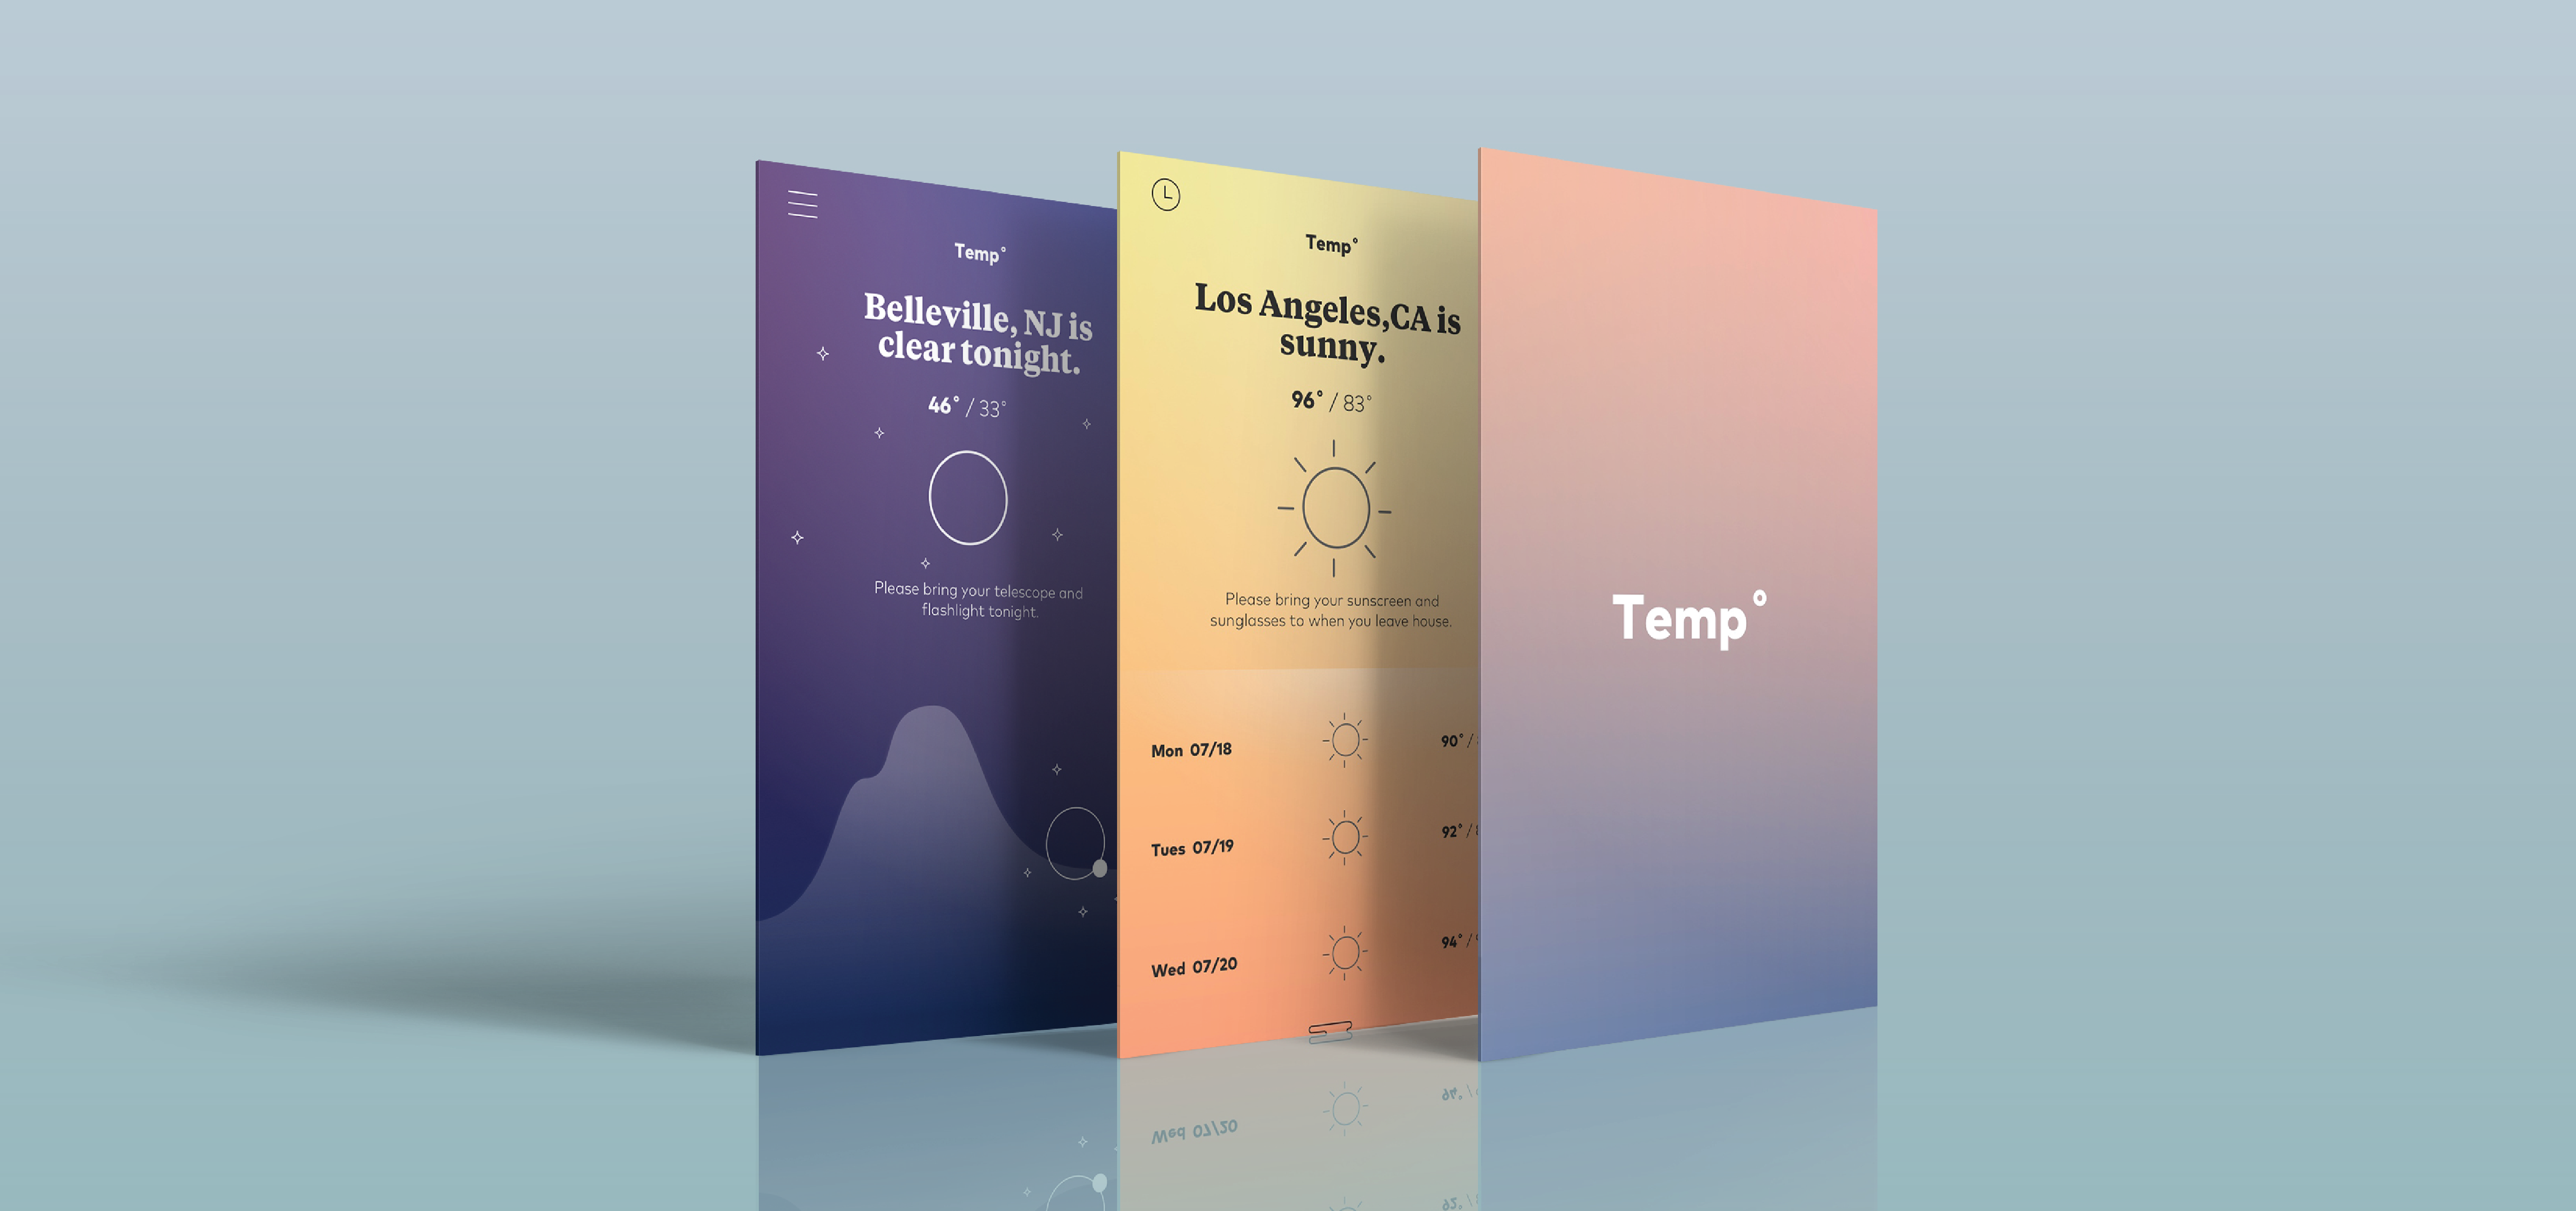 Temp°
Belleville, NJ is
clear tonight.
46° / 33°
Please bring your telescope and
flashlight tonight.
Temp°
Los Angeles,CA is
sunny.
96° / 83°
Please bring your sunscreen and
sunglasses to when you leave house.
Mon 07/18
90° /
Tues 07/19
92° /
Wed 07/20
94° /
Temp°